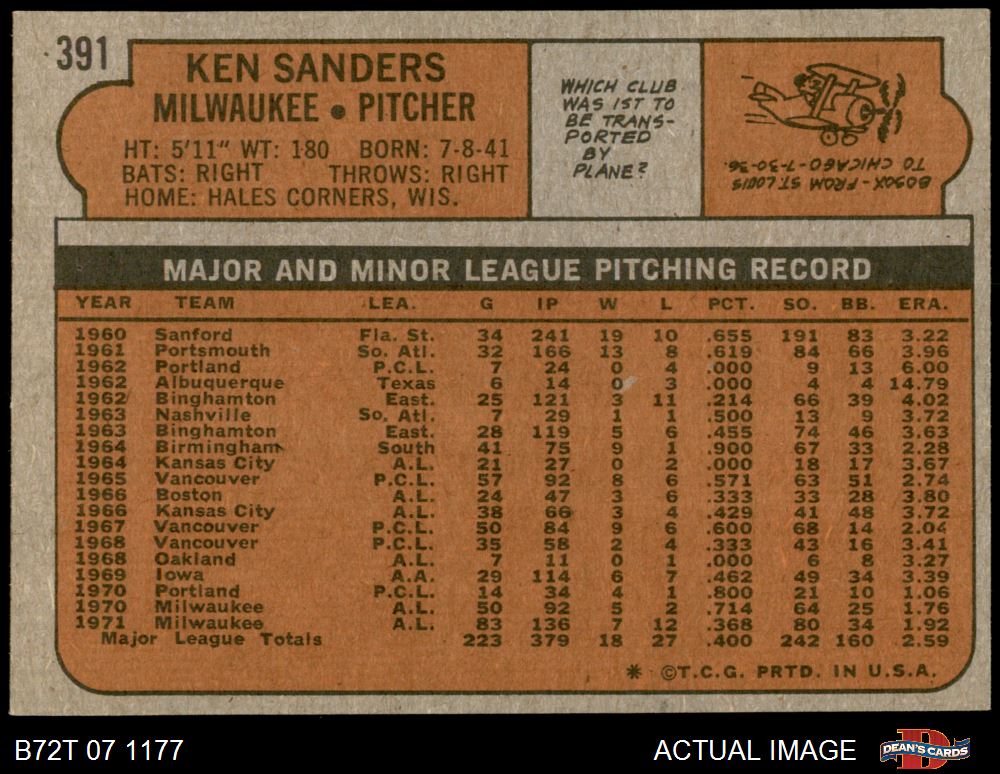 391
KEN SANDERS
MILWAUKEE • PITCHER
HT: 5'11" WT: 180 BORN: 7-8-41
BATS: RIGHT THROWS: RIGHT
HOME: HALES CORNERS, WIS.
WHICH CLUB
WAS 1ST TO
BE TRANS-
PORTED
BY
PLANE?
BOSOX - FROM ST. LOUIS
TO CHICAGO - 7-30-36.
MAJOR AND MINOR LEAGUE PITCHING RECORD
YEAR TEAM LEA. G IP W L PCT. SO. BB. ERA.
1960 Sanford Fla. St. 34 241 19 10 .655 191 83 3.22
1961 Portsmouth So. Atl. 32 166 13 8 .619 84 66 3.96
1962 Portland P.C.L. 7 24 0 4 .000 9 13 6.00
1962 Albuquerque Texas 6 14 0 3 .000 4 4 14.79
1962 Binghamton East. 25 121 3 11 .214 66 39 4.02
1963 Nashville So. Atl. 7 29 1 1 .500 13 9 3.72
1963 Binghamton East. 28 119 5 6 .455 74 46 3.63
1964 Birmingham South 41 75 9 1 .900 67 33 2.28
1964 Kansas City A.L. 21 27 0 2 .000 18 17 3.67
1965 Vancouver P.C.L. 57 92 8 6 .571 63 51 2.74
1966 Boston A.L. 24 47 3 6 .333 33 28 3.80
1966 Kansas City A.L. 38 66 3 4 .429 41 48 3.72
1967 Vancouver P.C.L. 50 84 9 6 .600 68 14 2.04
1968 Vancouver P.C.L. 35 58 2 4 .333 43 16 3.41
1968 Oakland A.L. 7 11 0 1 .000 6 8 3.27
1969 Iowa A.A. 29 114 6 7 .462 49 34 3.39
1970 Portland P.C.L. 14 34 4 1 .800 21 10 1.06
1970 Milwaukee A.L. 50 92 5 2 .714 64 25 1.76
1971 Milwaukee A.L. 83 136 7 12 .368 80 34 1.92
Major League Totals 223 379 18 27 .400 242 160 2.59
* ©T.C.G. PRTD. IN U.S.A.
B72T 07 1177 ACTUAL IMAGE
DEAN'S CARDS